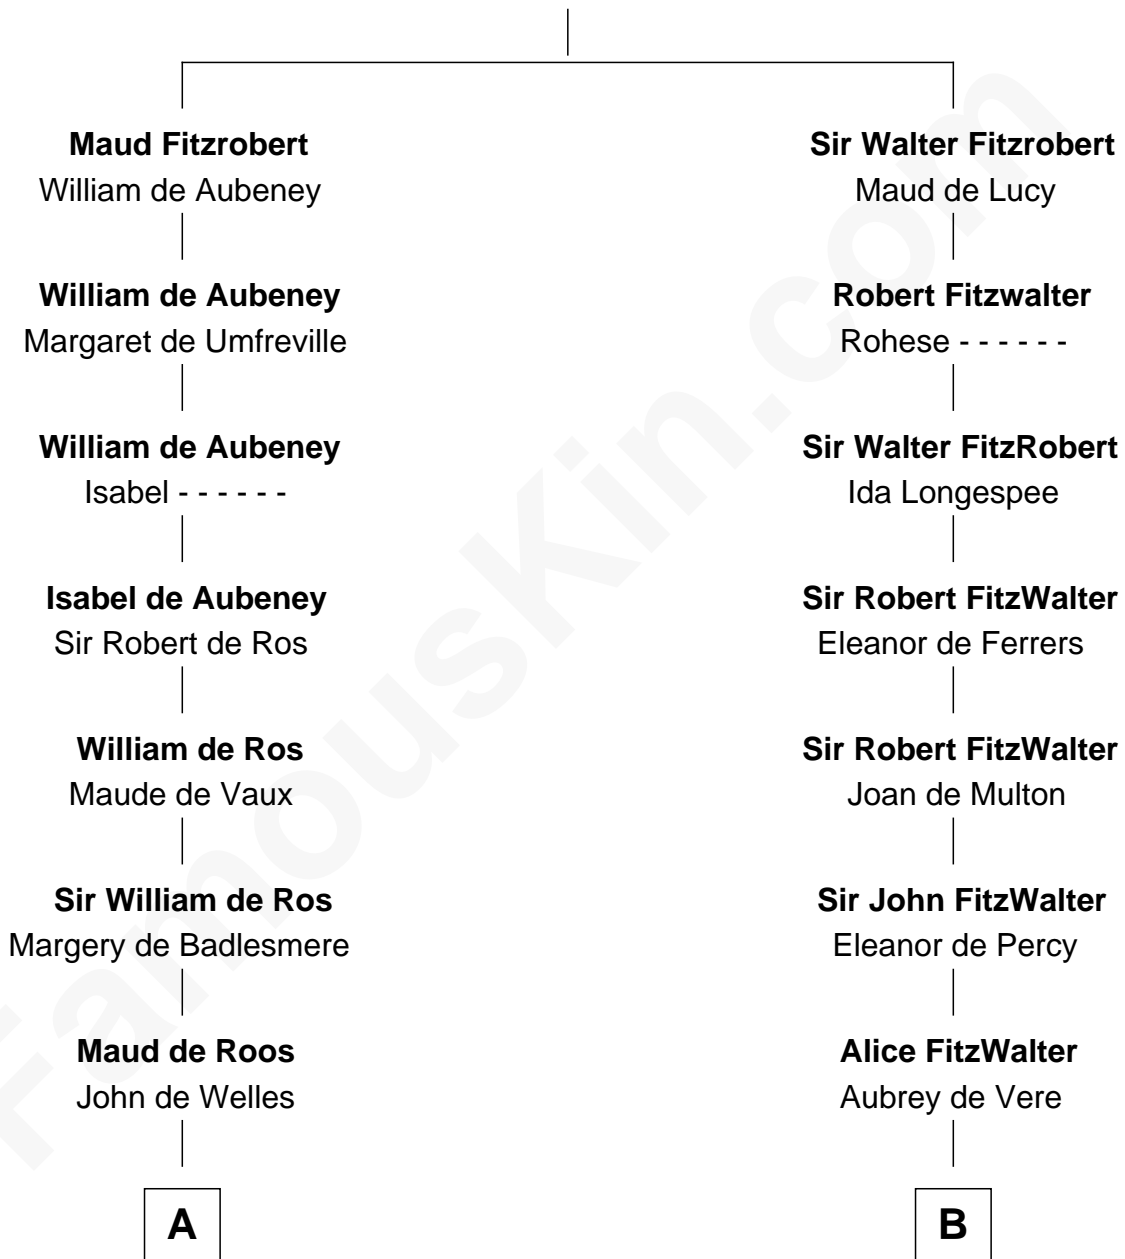 Maud Fitzrobert
William de Aubeney
William de Aubeney
Margaret de Umfreville
William de Aubeney
Isabel - - - - - -
Isabel de Aubeney
Sir Robert de Ros
William de Ros
Maude de Vaux
Sir William de Ros
Margery de Badlesmere
Maud de Roos
John de Welles
A
Sir Walter Fitzrobert
Maud de Lucy
Robert Fitzwalter
Rohese - - - - - -
Sir Walter FitzRobert
Ida Longespee
Sir Robert FitzWalter
Eleanor de Ferrers
Sir Robert FitzWalter
Joan de Multon
Sir John FitzWalter
Eleanor de Percy
Alice FitzWalter
Aubrey de Vere
B
FamousKin.com